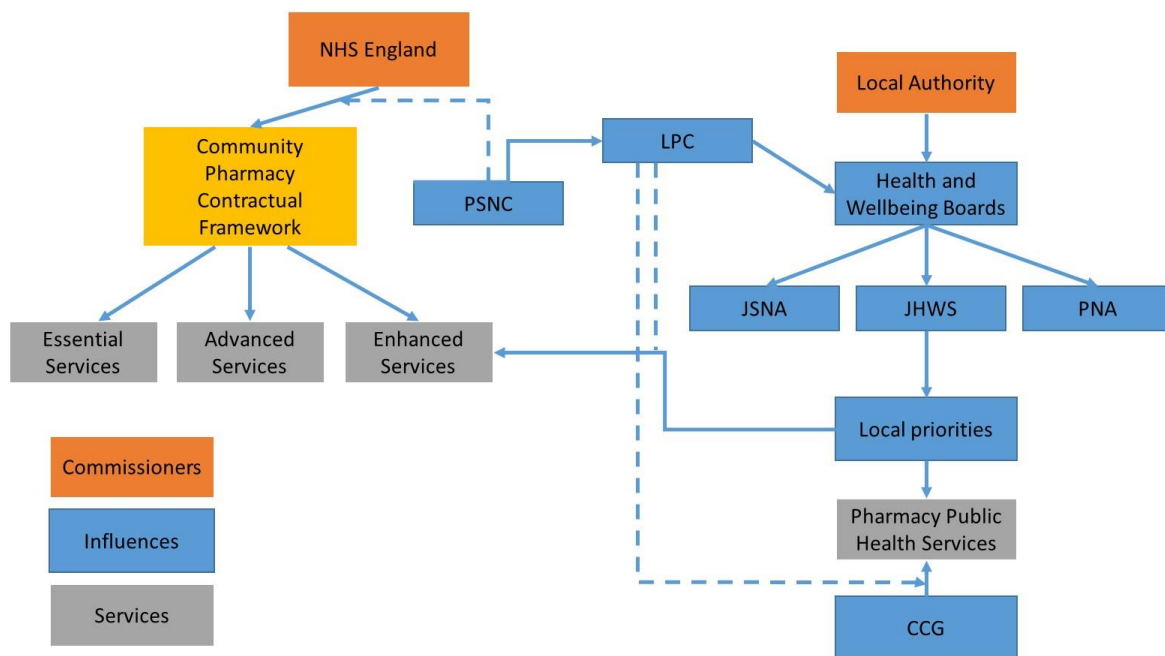 NHS England
Local Authority
Community
Pharmacy
Contractual
Framework
LPC
PSNC
Health and
Wellbeing Boards
JSNA
JHWS
PNA
Essential
Services
Advanced
Services
Enhanced
Services
Local priorities
Commissioners
Pharmacy Public
Health Services
Influences
Services
CCG